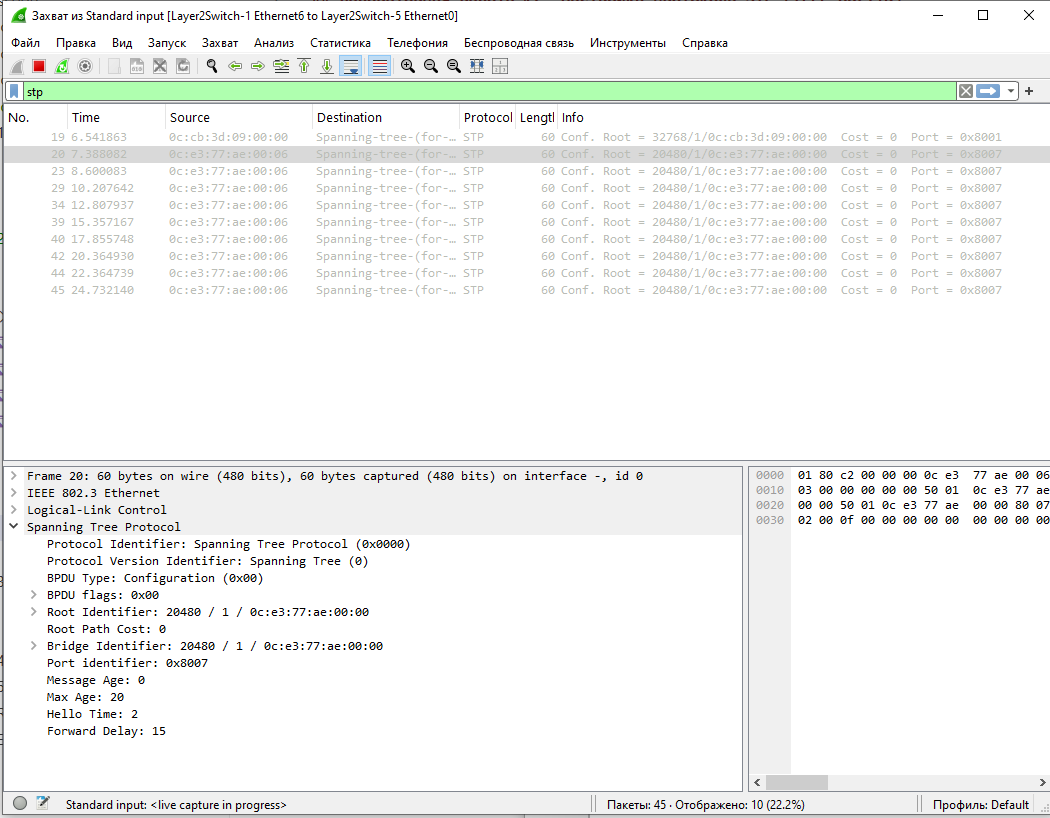 Захват из Standard input [Layer2Switch-1 Ethernet6 to Layer2Switch-5 Ethernet0]
Файл Правка Вид Запуск Захват Анализ Статистика Телефония Беспроводная связь Инструменты Справка
stp
No. Time Source Destination Protocol Lengtl Info
19 6.541863 0c:cb:3d:09:00:00 Spanning-tree-(for-… STP 60 Conf. Root = 32768/1/0c:cb:3d:09:00:00 Cost = 0 Port = 0x8001
20 7.388082 0c:e3:77:ae:00:06 Spanning-tree-(for-… STP 60 Conf. Root = 20480/1/0c:e3:77:ae:00:00 Cost = 0 Port = 0x8007
23 8.600083 0c:e3:77:ae:00:06 Spanning-tree-(for-… STP 60 Conf. Root = 20480/1/0c:e3:77:ae:00:00 Cost = 0 Port = 0x8007
29 10.207642 0c:e3:77:ae:00:06 Spanning-tree-(for-… STP 60 Conf. Root = 20480/1/0c:e3:77:ae:00:00 Cost = 0 Port = 0x8007
34 12.807937 0c:e3:77:ae:00:06 Spanning-tree-(for-… STP 60 Conf. Root = 20480/1/0c:e3:77:ae:00:00 Cost = 0 Port = 0x8007
39 15.357167 0c:e3:77:ae:00:06 Spanning-tree-(for-… STP 60 Conf. Root = 20480/1/0c:e3:77:ae:00:00 Cost = 0 Port = 0x8007
40 17.855748 0c:e3:77:ae:00:06 Spanning-tree-(for-… STP 60 Conf. Root = 20480/1/0c:e3:77:ae:00:00 Cost = 0 Port = 0x8007
42 20.364930 0c:e3:77:ae:00:06 Spanning-tree-(for-… STP 60 Conf. Root = 20480/1/0c:e3:77:ae:00:00 Cost = 0 Port = 0x8007
44 22.364739 0c:e3:77:ae:00:06 Spanning-tree-(for-… STP 60 Conf. Root = 20480/1/0c:e3:77:ae:00:00 Cost = 0 Port = 0x8007
45 24.732140 0c:e3:77:ae:00:06 Spanning-tree-(for-… STP 60 Conf. Root = 20480/1/0c:e3:77:ae:00:00 Cost = 0 Port = 0x8007
Frame 20: 60 bytes on wire (480 bits), 60 bytes captured (480 bits) on interface -, id 0
IEEE 802.3 Ethernet
Logical-Link Control
Spanning Tree Protocol
Protocol Identifier: Spanning Tree Protocol (0x0000)
Protocol Version Identifier: Spanning Tree (0)
BPDU Type: Configuration (0x00)
BPDU flags: 0x00
Root Identifier: 20480 / 1 / 0c:e3:77:ae:00:00
Root Path Cost: 0
Bridge Identifier: 20480 / 1 / 0c:e3:77:ae:00:00
Port identifier: 0x8007
Message Age: 0
Max Age: 20
Hello Time: 2
Forward Delay: 15
0000 01 80 c2 00 00 00 0c e3 77 ae 00 06
0010 03 00 00 00 00 00 50 01 0c e3 77 ae
0020 00 00 50 01 0c e3 77 ae 00 00 80 07
0030 02 00 0f 00 00 00 00 00 00 00 00 00
Standard input: <live capture in progress>
Пакеты: 45 · Отображено: 10 (22.2%)
Профиль: Default